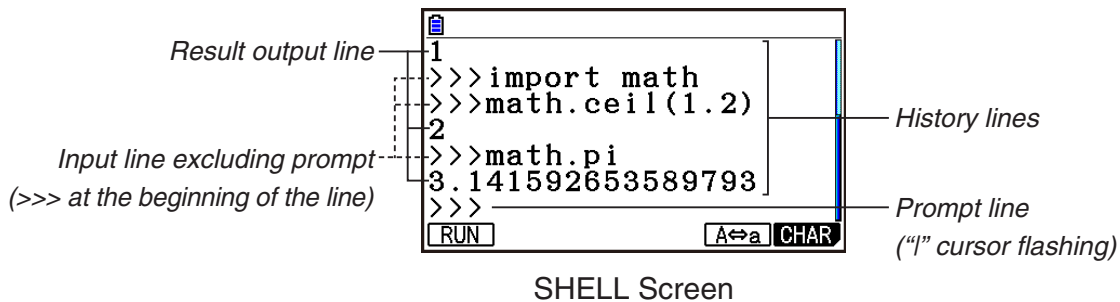 Result output line
1
>>>import math
>>>math.ceil(1.2)
2
>>>math.pi
3.141592653589793
>>>
RUN
A⇔a
CHAR
History lines
Input line excluding prompt
(>>> at the beginning of the line)
Prompt line
(“|” cursor flashing)
SHELL Screen